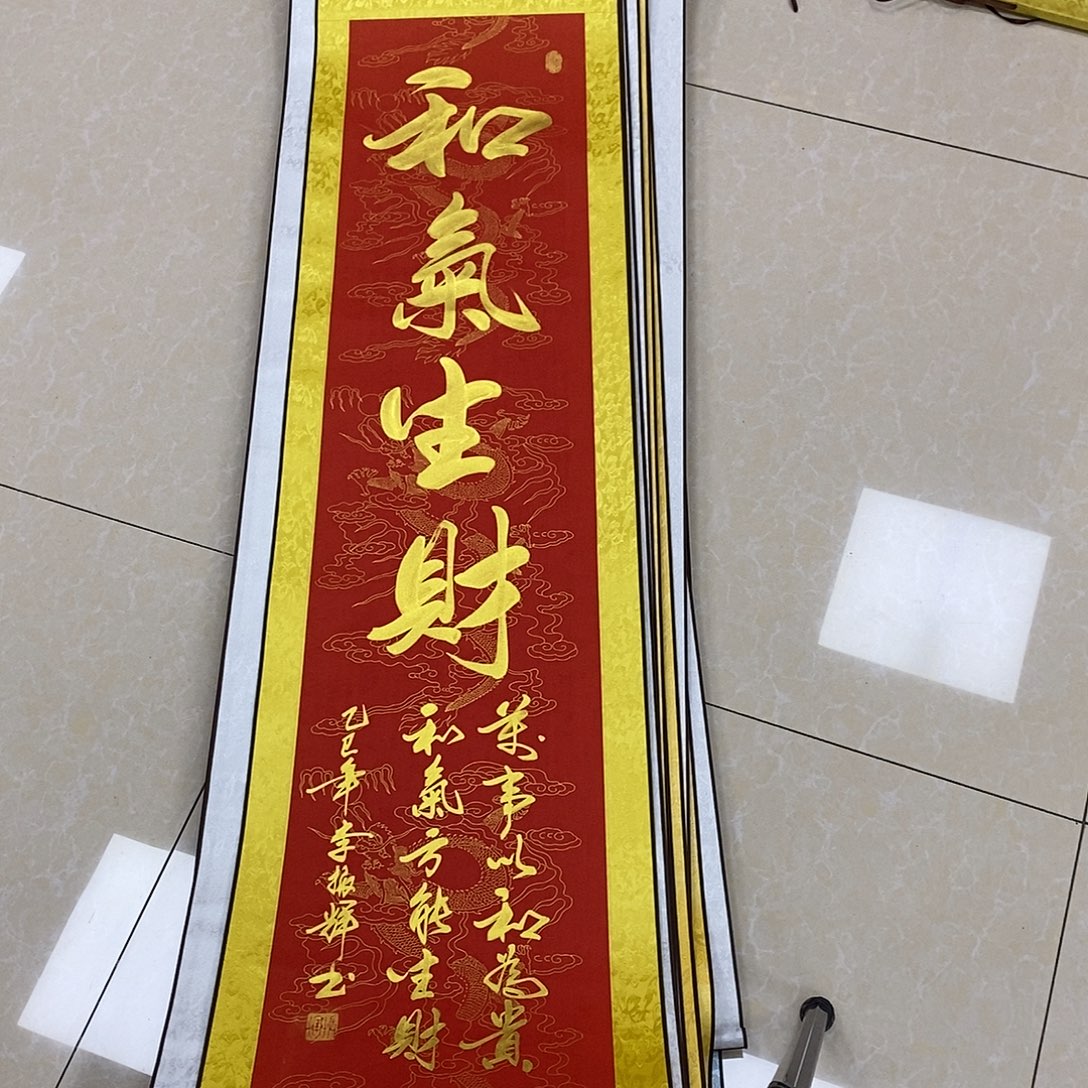 和氣生財
萬事以和為貴
和氣方能生財
乙巳年李振輝书